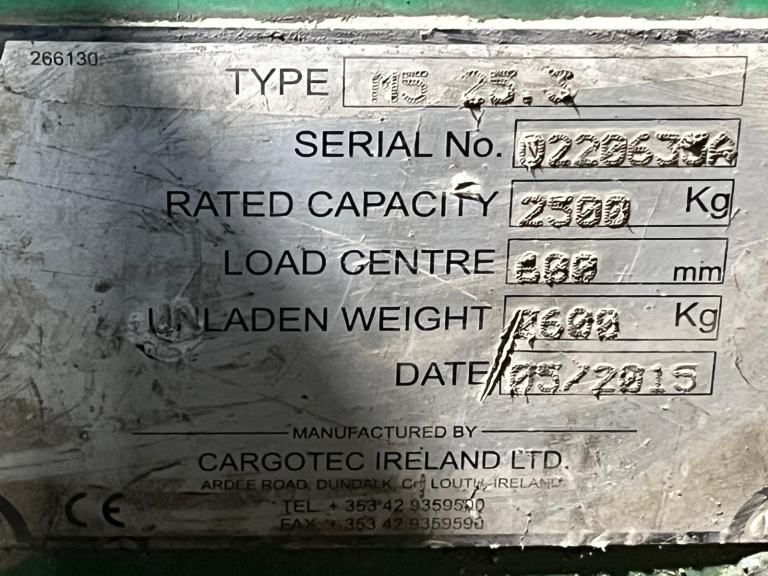 266130
TYPE M5 25.3
SERIAL No.
RATED CAPACITY 2500 Kg
LOAD CENTRE 600 mm
UNLADEN WEIGHT Kg
DATE 05/2015
MANUFACTURED BY
CARGOTEC IRELAND LTD.
ARDEE ROAD, DUNDALK, Co. LOUTH, IRELAND
TEL. + 353 42 9359500
FAX + 353 42 9359590
CE